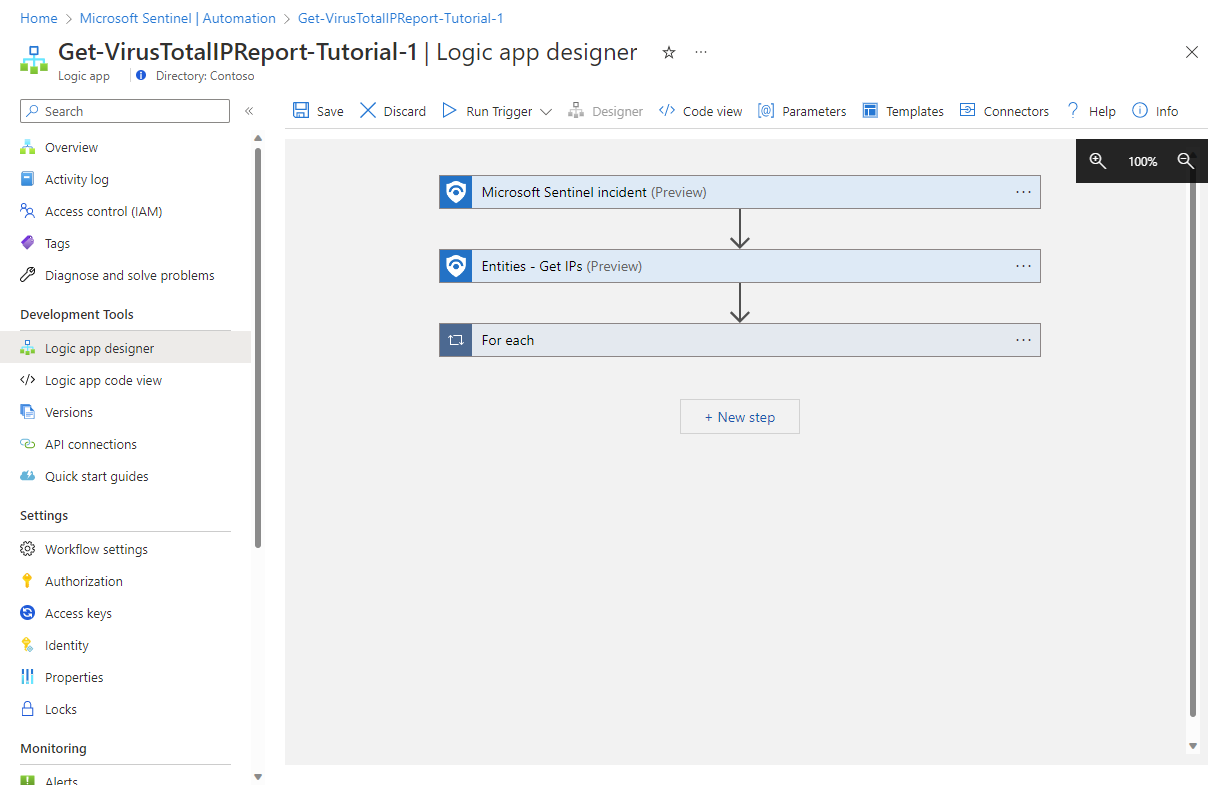 Home > Microsoft Sentinel | Automation > Get-VirusTotalIPReport-Tutorial-1
Get-VirusTotalIPReport-Tutorial-1 | Logic app designer ☆ ···
Logic app
Directory: Contoso
Search
«
Overview
Activity log
Access control (IAM)
Tags
Diagnose and solve problems
Development Tools
Logic app designer
Logic app code view
Versions
API connections
Quick start guides
Settings
Workflow settings
Authorization
Access keys
Identity
Properties
Locks
Monitoring
Alerts
Save Discard Run Trigger Designer Code view Parameters Templates Connectors Help Info
100%
Microsoft Sentinel incident (Preview) ···
Entities - Get IPs (Preview) ···
For each ···
+ New step